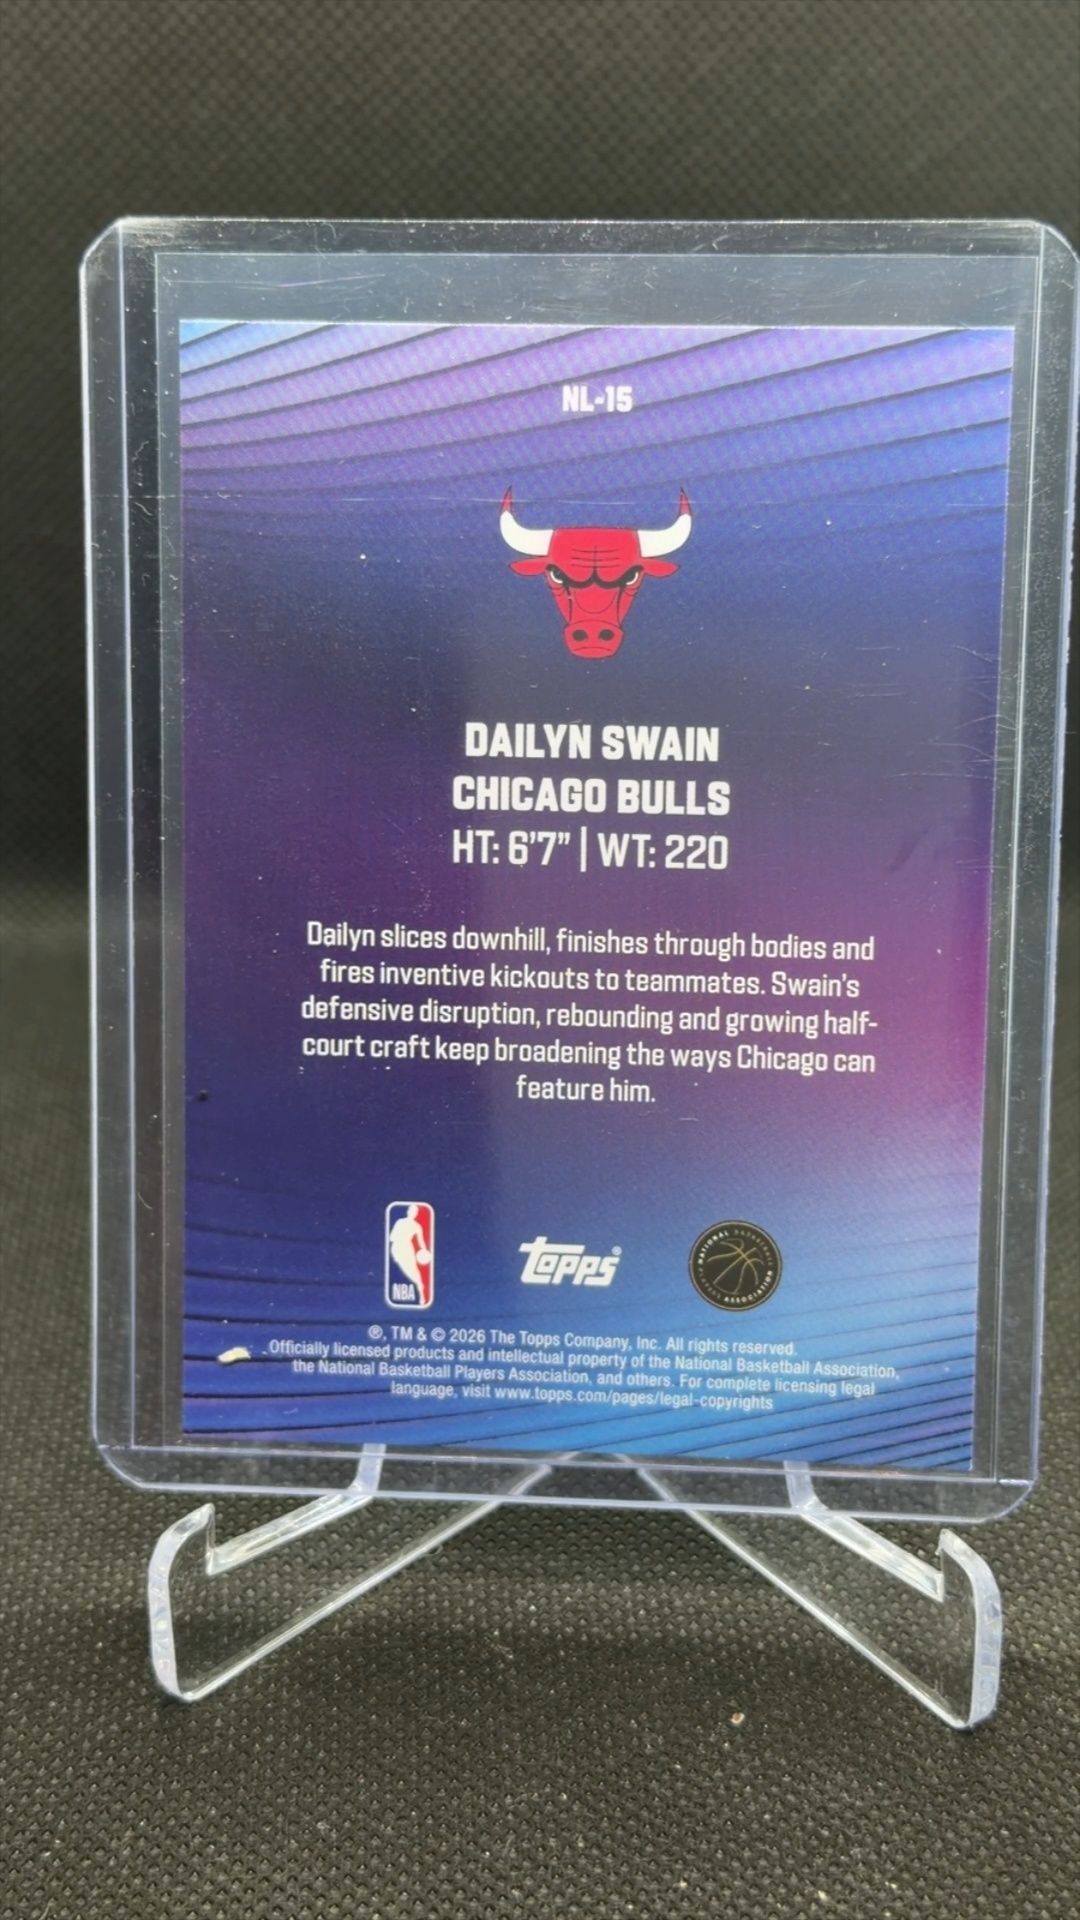 NL-15
DAILYN SWAIN
CHICAGO BULLS
HT: 6'7" | WT: 220
Dailyn slices downhill, finishes through bodies and
fires inventive kickouts to teammates. Swain's
defensive disruption, rebounding and growing half-
court craft keep broadening the ways Chicago can
feature him.
NBA
topps®
NATIONAL BASKETBALL
PLAYERS ASSOCIATION
®, TM & © 2026 The Topps Company, Inc. All rights reserved.
Officially licensed products and intellectual property of the National Basketball Association,
the National Basketball Players Association, and others. For complete licensing legal
language, visit www.topps.com/pages/legal-copyrights